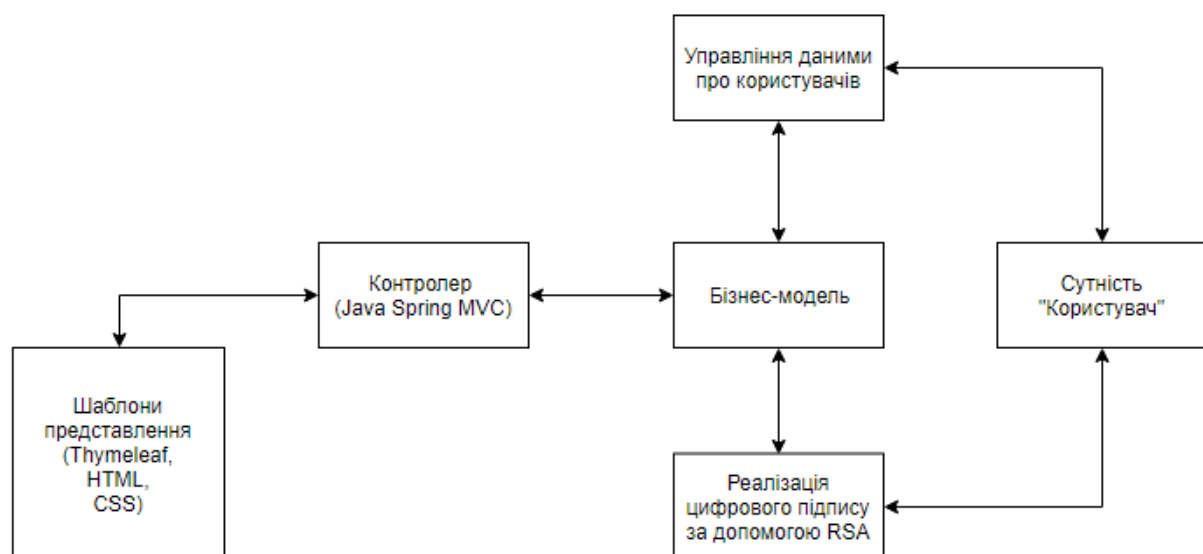 Управління даними
про користувачів
Контролер
(Java Spring MVC)
Бізнес-модель
Сутність
"Користувач"
Шаблони
представлення
(Thymeleaf,
HTML,
CSS)
Реалізація
цифрового підпису
за допомогою RSA